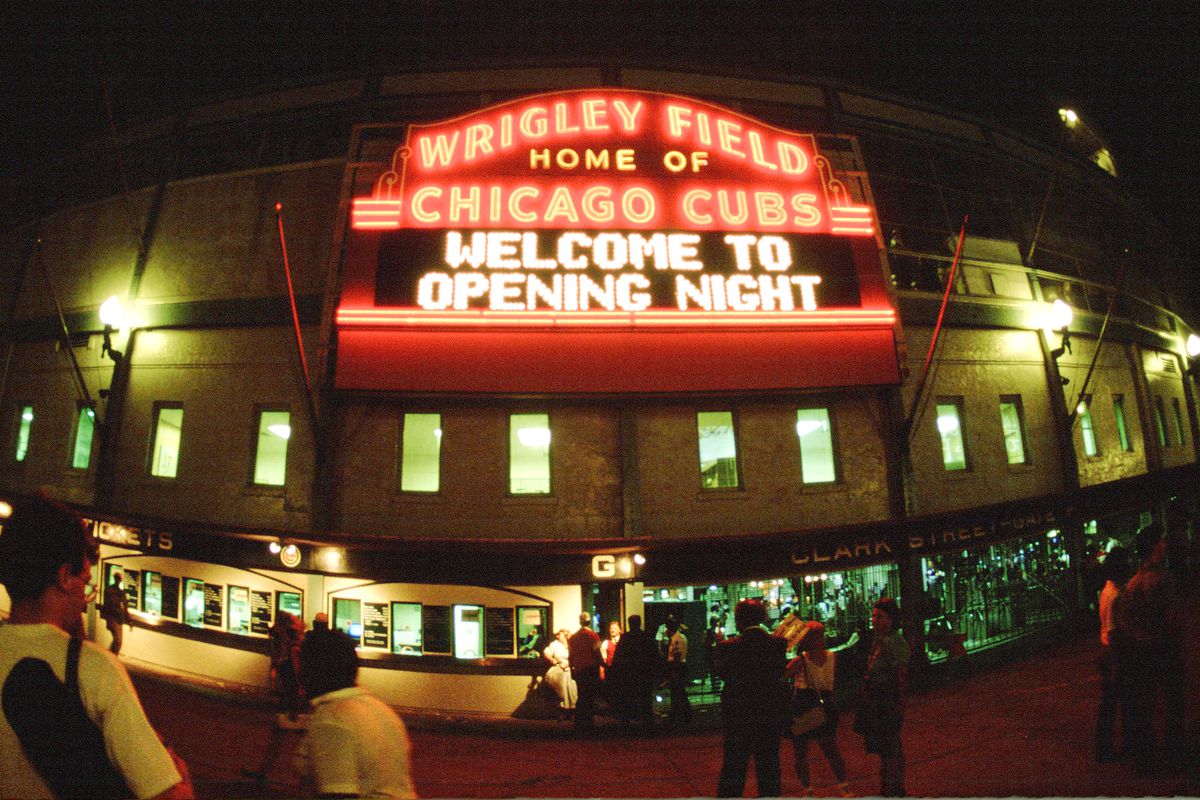 WRIGLEY FIELD
HOME OF
CHICAGO CUBS
WELCOME TO
OPENING NIGHT
TICKETS
G
CLARK STREET-GATE F